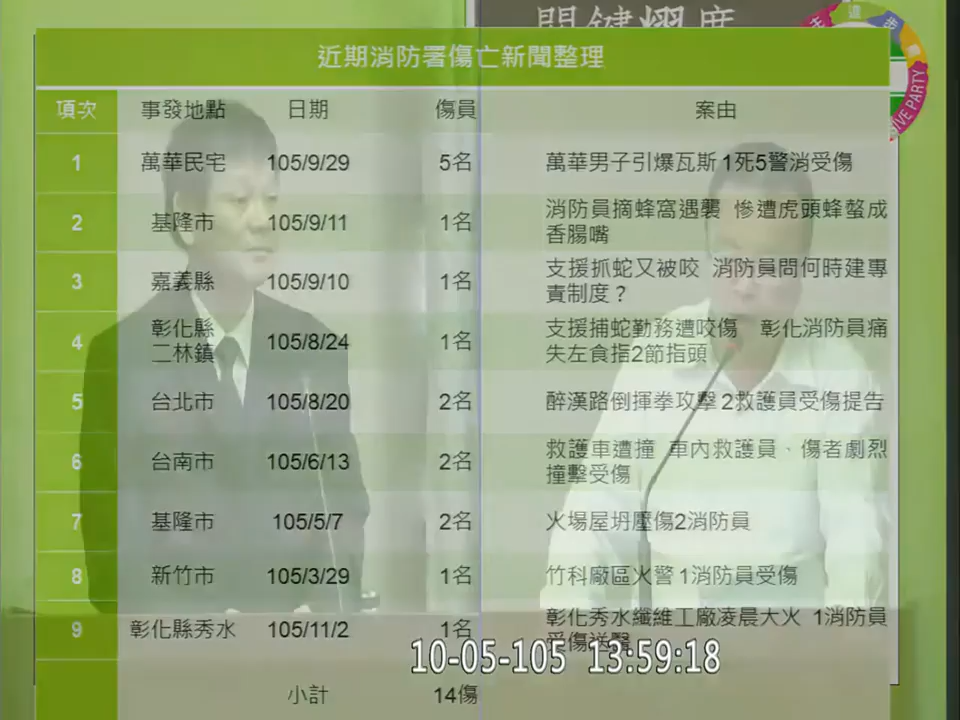 關鍵櫂度
主 進 步
IVE PARTY
近期消防署傷亡新聞整理
項次 事發地點 日期 傷員 案由
1 萬華民宅 105/9/29 5名 萬華男子引爆瓦斯 1死5警消受傷
2 基隆市 105/9/11 1名 消防員摘蜂窩遇襲 慘遭虎頭蜂螫成
香腸嘴
3 嘉義縣 105/9/10 1名 支援抓蛇又被咬 消防員問何時建專
責制度？
4 彰化縣
二林鎮 105/8/24 1名 支援捕蛇勤務遭咬傷 彰化消防員痛
失左食指2節指頭
5 台北市 105/8/20 2名 醉漢路倒揮拳攻擊 2救護員受傷提告
6 台南市 105/6/13 2名 救護車遭撞 車內救護員、傷者劇烈
撞擊受傷
7 基隆市 105/5/7 2名 火場屋坍壓傷2消防員
8 新竹市 105/3/29 1名 竹科廠區火警 1消防員受傷
9 彰化縣秀水 105/11/2 1名 彰化秀水纖維工廠凌晨大火 1消防員
受傷送醫
10-05-105 13:59:18
小計 14傷